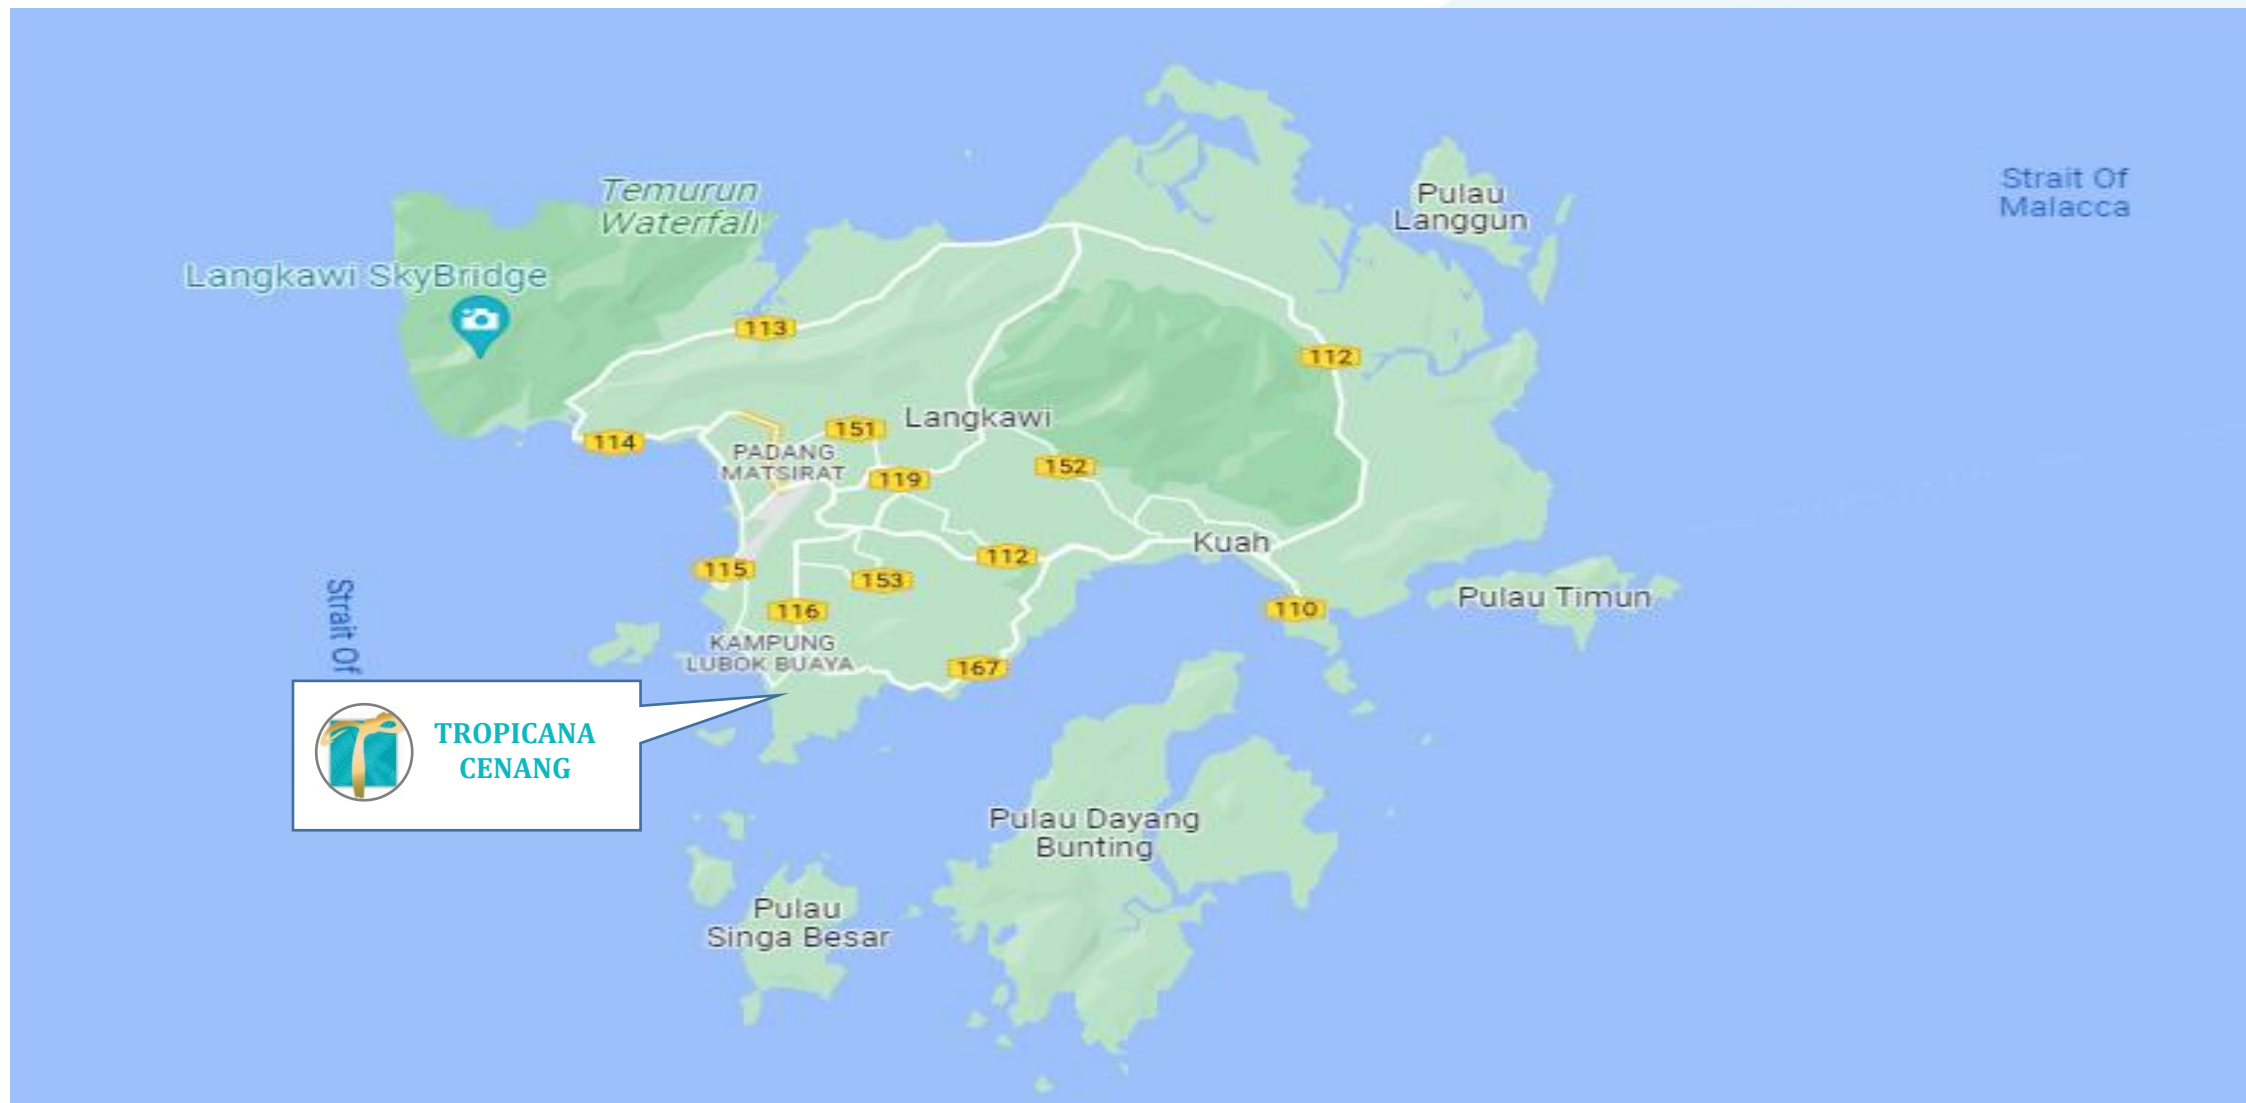 Temurun
Waterfall
Pulau
Langgun
Strait Of
Malacca
Langkawi SkyBridge
113
112
Langkawi
151
114
PADANG
MATSIRAT
119
152
Kuah
112
115
153
116
110
Pulau Timun
Strait Of
KAMPUNG
LUBOK BUAYA
167
TROPICANA
CENANG
Pulau Dayang
Bunting
Pulau
Singa Besar